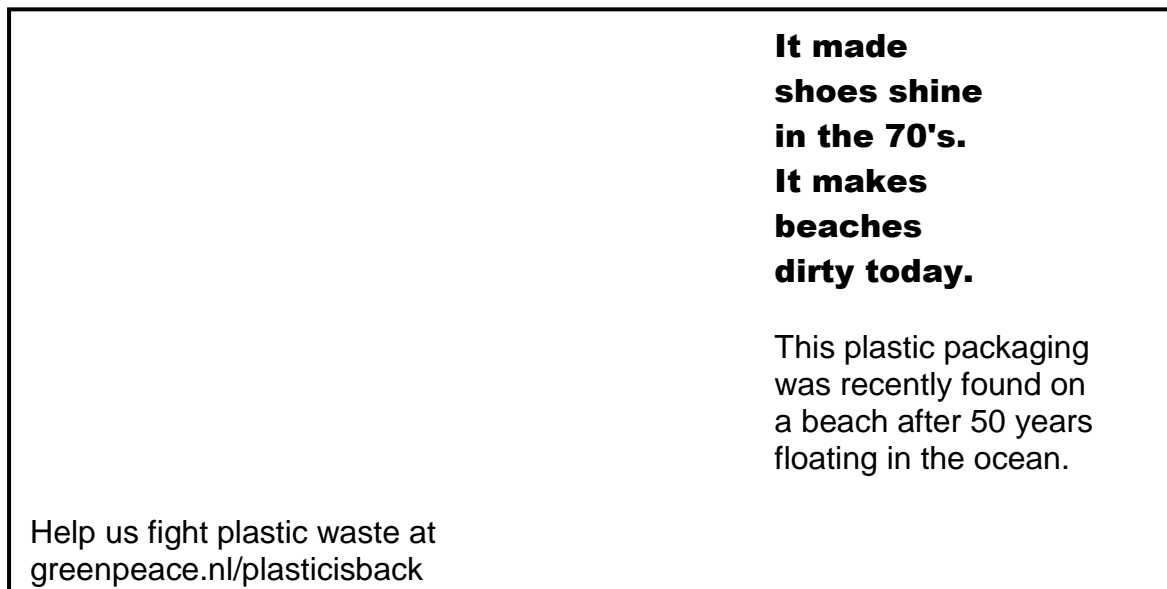 It made
shoes shine
in the 70's.
It makes
beaches
dirty today.
This plastic packaging
was recently found on
a beach after 50 years
floating in the ocean.
Help us fight plastic waste at
greenpeace.nl/plasticisback